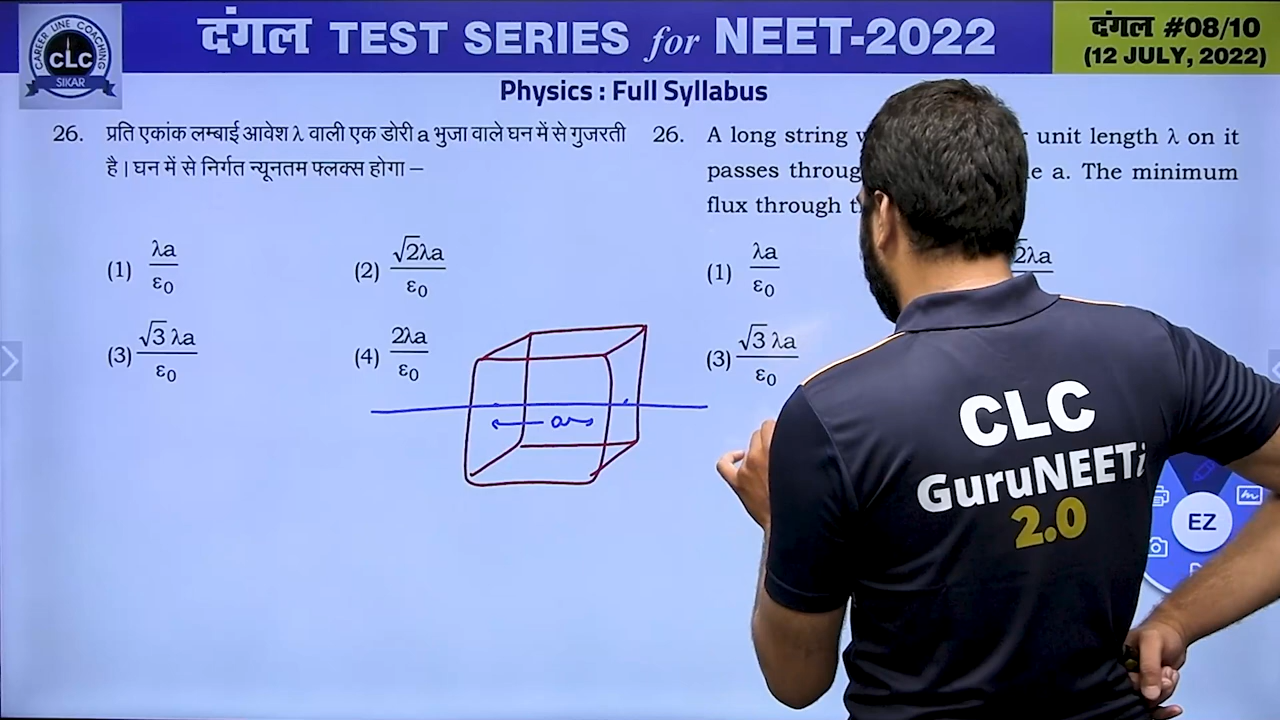 दंगल TEST SERIES for NEET-2022
दंगल #08/10
(12 JULY, 2022)
CAREER LINE COACHING
CLC
SIKAR
Physics : Full Syllabus
26. प्रति एकांक लम्बाई आवेश λ वाली एक डोरी a भुजा वाले घन में से गुजरती
है। घन में से निर्गत न्यूनतम फ्लक्स होगा –
(1) λa/ε₀
(2) √2λa/ε₀
(3) √3 λa/ε₀
(4) 2λa/ε₀
a
26. A long string unit length λ on it
passes a. The minimum
flux through
(1) λa/ε₀
2λa
(3) √3 λa/ε₀
CLC
GuruNEETi
2.0
EZ